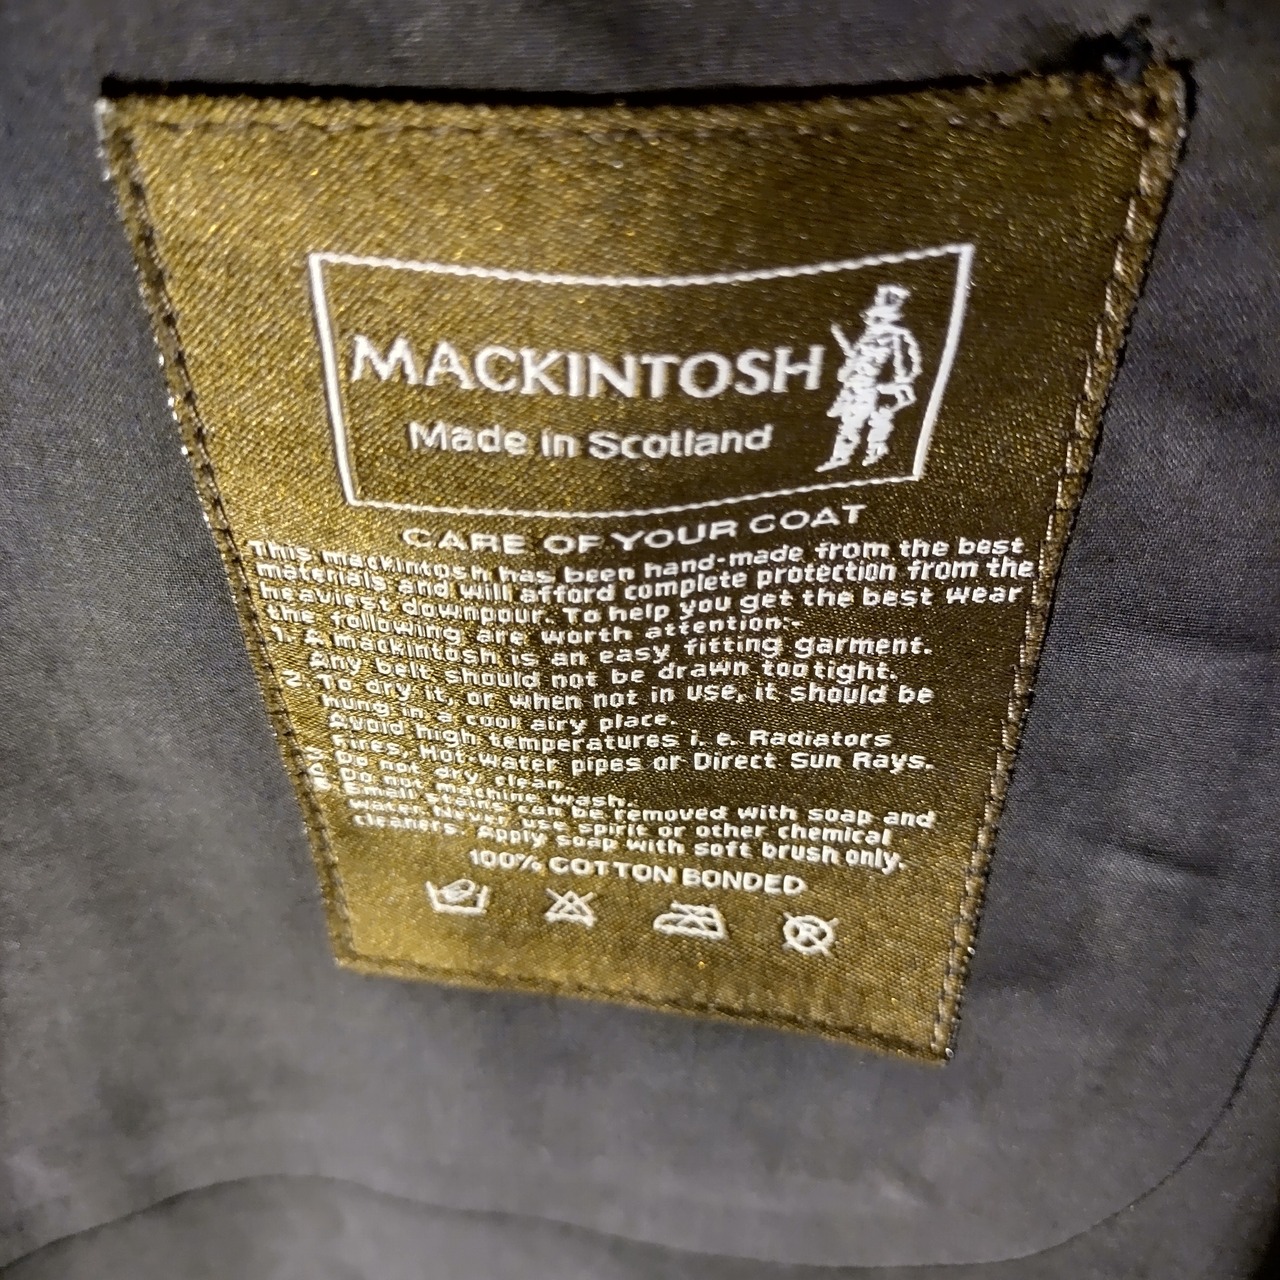 MACKINTOSH
Made in Scotland
CARE OF YOUR COAT
This mackintosh has been hand-made from the best
materials and will afford complete protection from the
heaviest downpour. To help you get the best wear
the following are worth attention:-
1. A mackintosh is an easy fitting garment.
Any belt should not be drawn too tight.
2. To dry it, or when not in use, it should be
hung in a cool airy place.
Avoid high temperatures i. e. Radiators
Fires, Hot-water pipes or Direct Sun Rays.
Do not dry clean.
Do not machine wash.
Small stains can be removed with soap and
water. Never use spirit or other chemical
cleaners. Apply soap with soft brush only.
100% COTTON BONDED
R